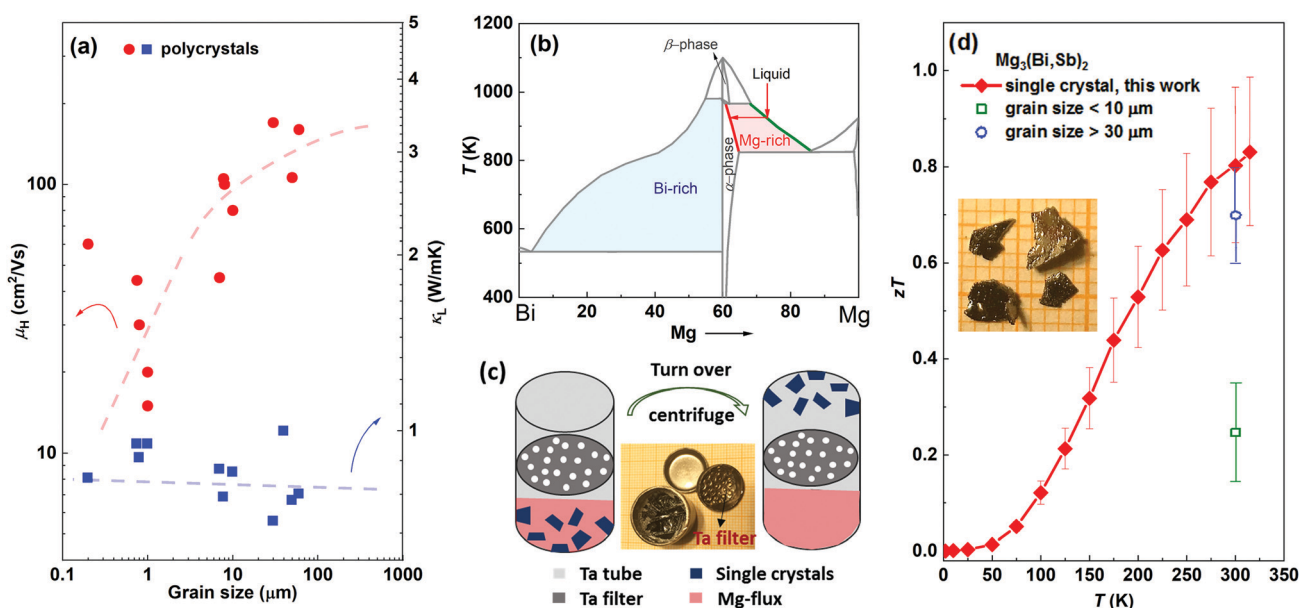 (a)
polycrystals
μH (cm²/Vs)
100
10
κL (W/mK)
5
4
3
2
1
0.1
1
10
100
1000
Grain size (μm)
(b)
1200
1000
800
600
400
T (K)
β-phase
Liquid
Mg-rich
α-phase
Bi-rich
Bi
20
40
60
80
Mg
Mg
(c)
Turn over
centrifuge
Ta filter
Ta tube
Single crystals
Ta filter
Mg-flux
(d)
Mg₃(Bi,Sb)₂
single crystal, this work
grain size < 10 μm
grain size > 30 μm
zT
1.0
0.8
0.6
0.4
0.2
0.0
0
50
100
150
200
250
300
350
T (K)